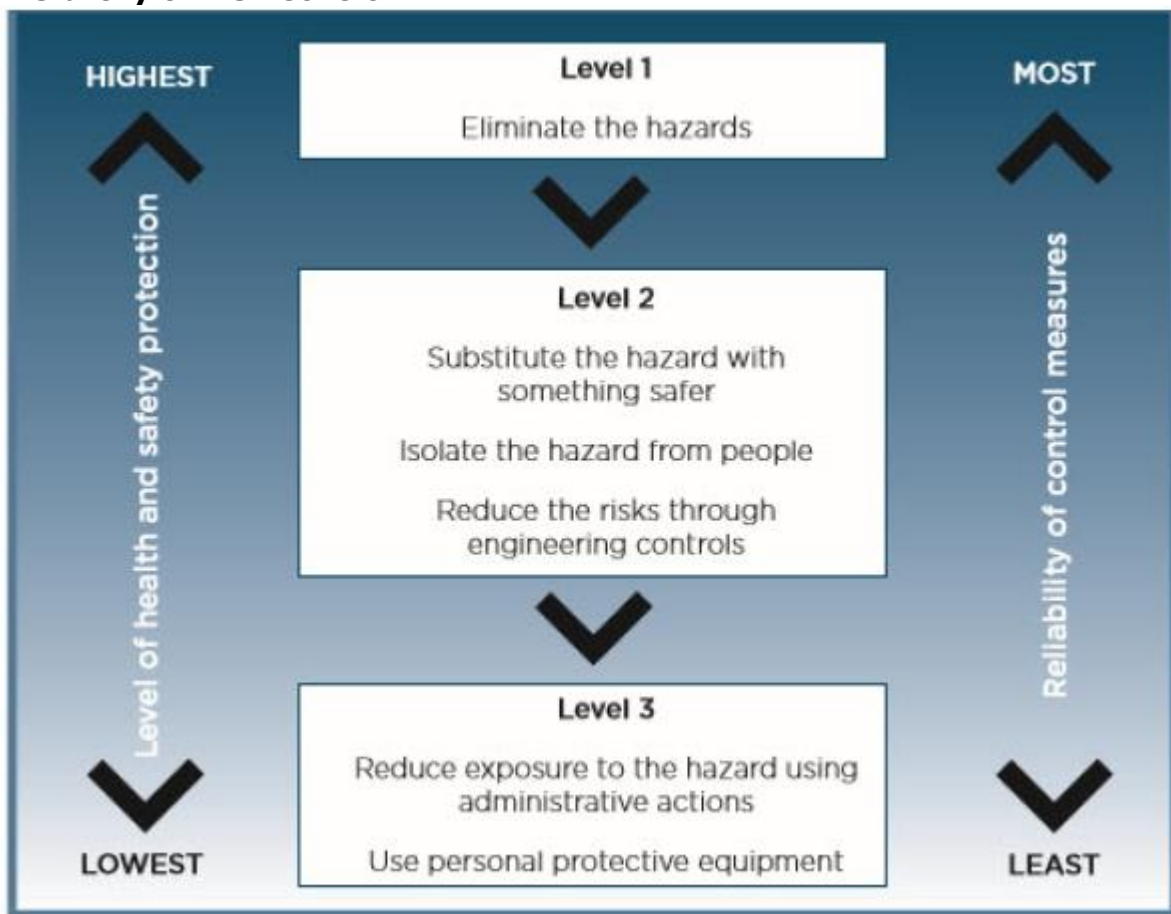 HIGHEST
Level of health and safety protection
LOWEST
Level 1
Eliminate the hazards
Level 2
Substitute the hazard with
something safer
Isolate the hazard from people
Reduce the risks through
engineering controls
Level 3
Reduce exposure to the hazard using
administrative actions
Use personal protective equipment
MOST
Reliability of control measures
LEAST